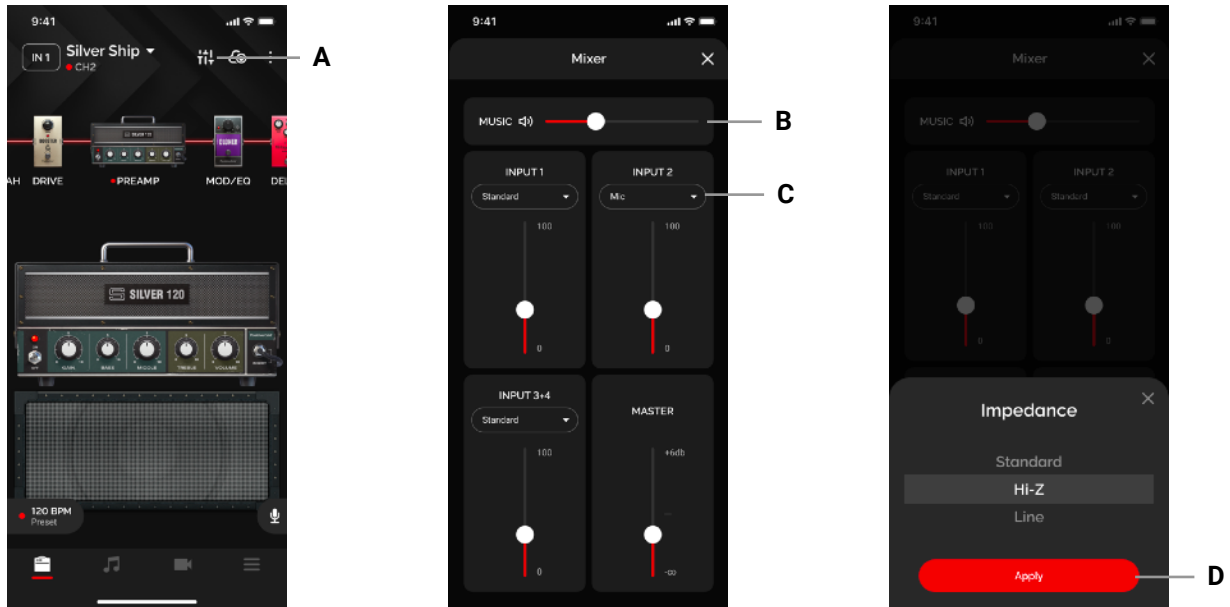 9:41
IN 1
Silver Ship
CH2
A
AH
DRIVE
PREAMP
MOD/EQ
DEL
SILVER 120
GAIN
BASS
MIDDLE
TREBLE
VOLUME
120 BPM
Preset
9:41
Mixer
MUSIC
B
INPUT 1
INPUT 2
Standard
Mic
C
100
100
0
0
INPUT 3+4
MASTER
Standard
100
+6db
0
-∞
9:41
Mixer
MUSIC
INPUT 1
INPUT 2
Standard
Standard
100
100
0
0
Impedance
Standard
Hi-Z
Line
Apply
D